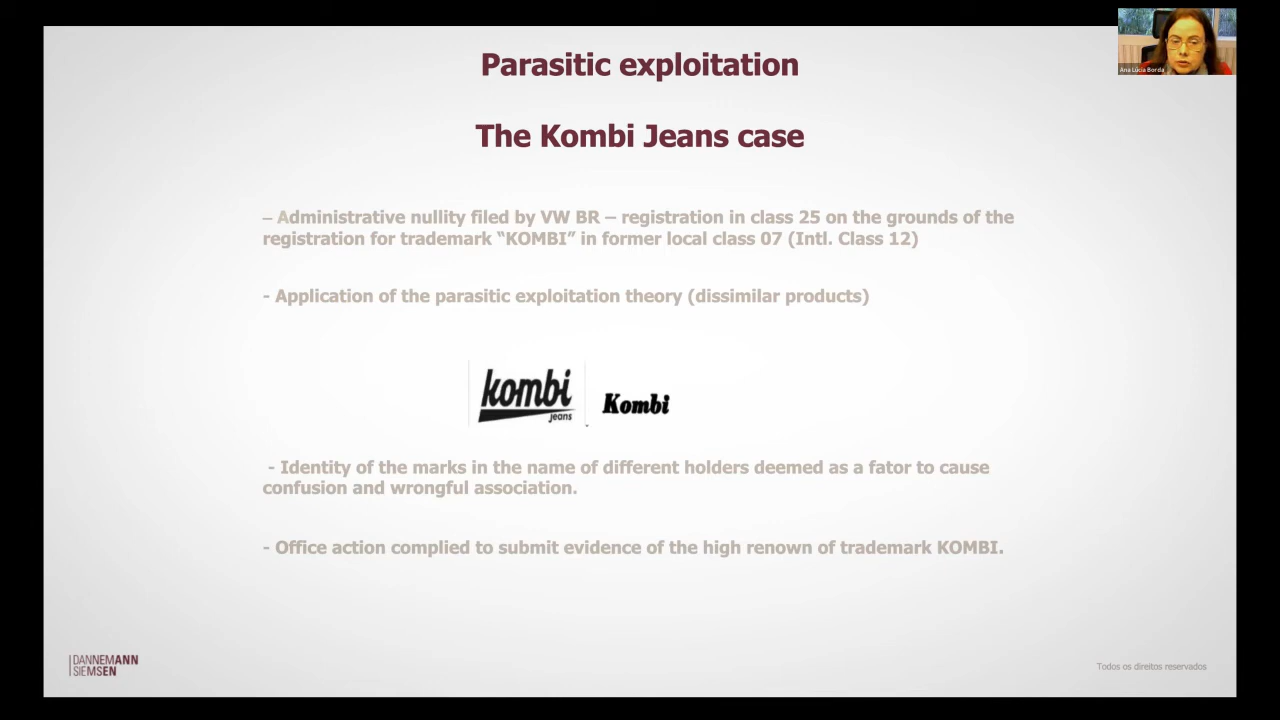 Parasitic exploitation
Ana Lúcia Borda
The Kombi Jeans case
– Administrative nullity filed by VW BR – registration in class 25 on the grounds of the
registration for trademark “KOMBI” in former local class 07 (Intl. Class 12)
- Application of the parasitic exploitation theory (dissimilar products)
kombi
jeans
Kombi
- Identity of the marks in the name of different holders deemed as a fator to cause
confusion and wrongful association.
- Office action complied to submit evidence of the high renown of trademark KOMBI.
DANNEMANN
SIEMSEN
Todos os direitos reservados